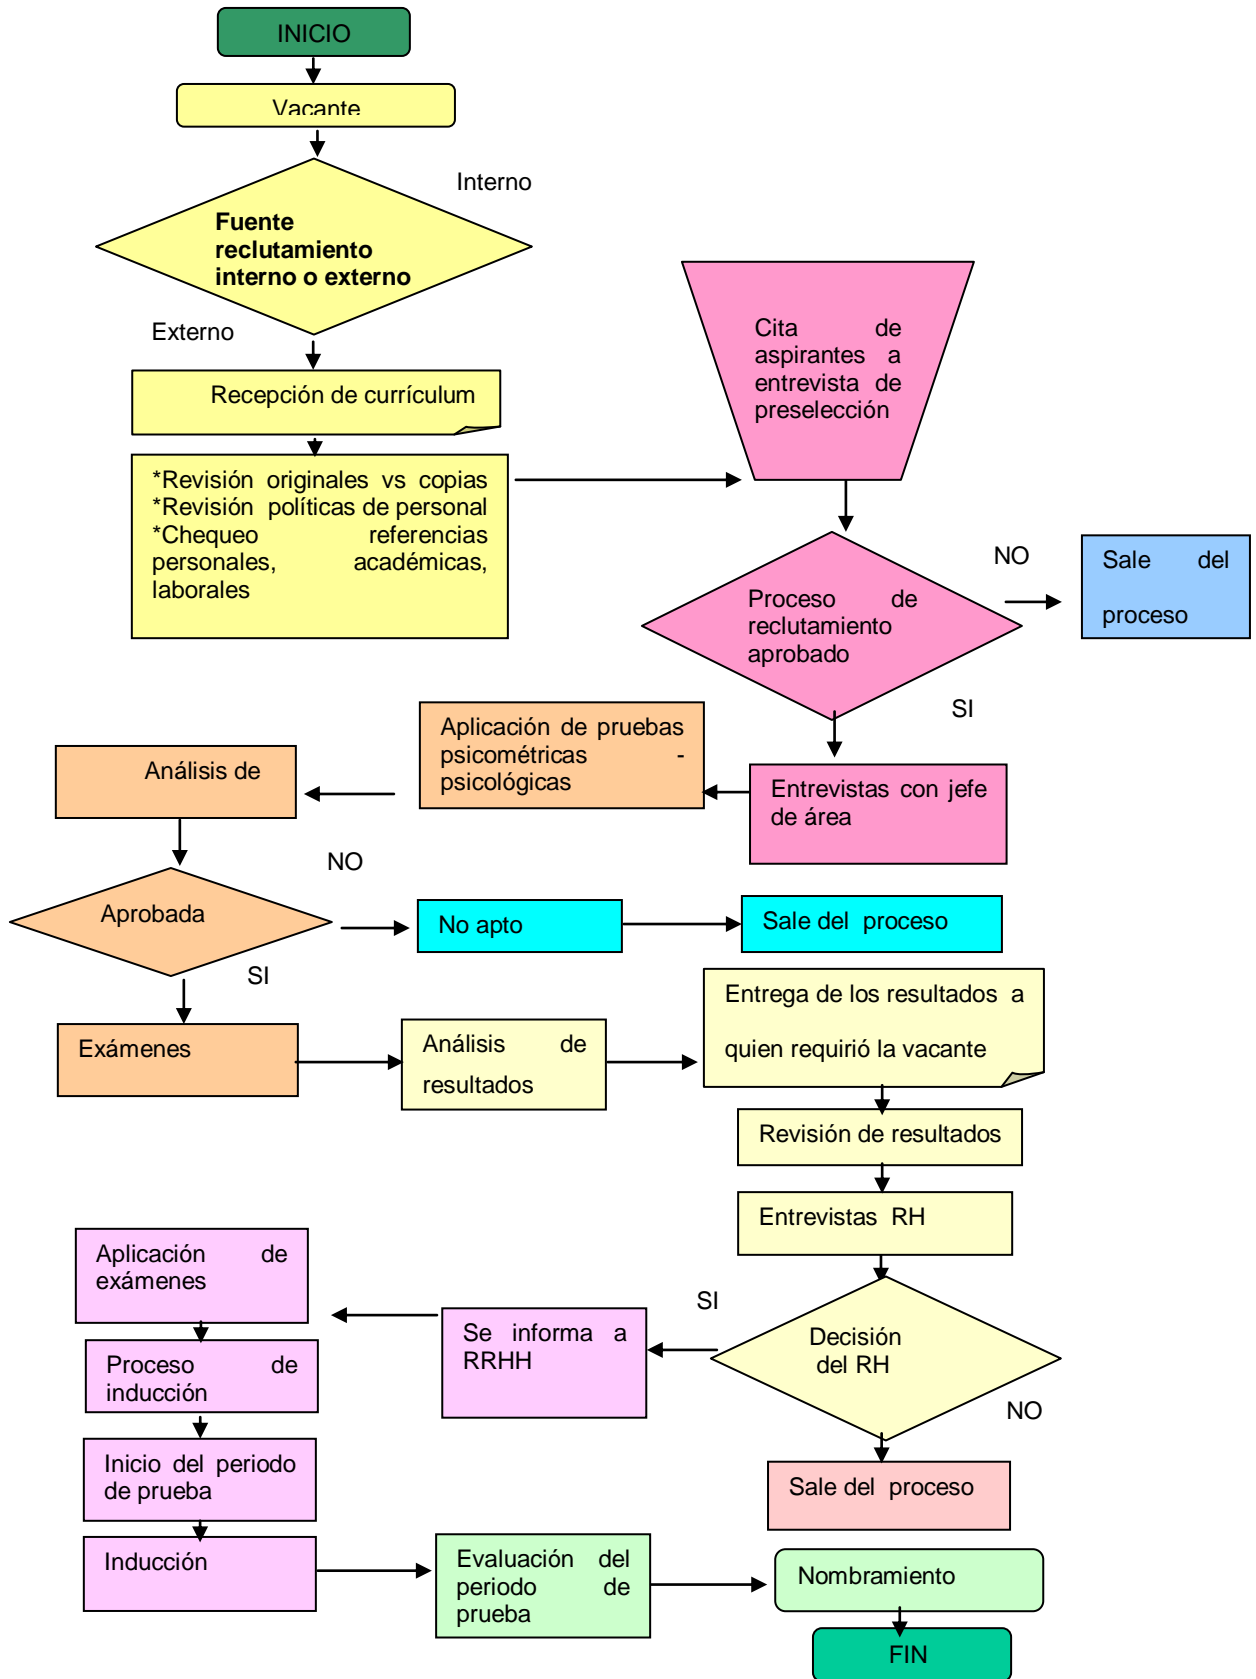 INICIO
Vacante
Interno
Fuente
reclutamiento
interno o externo
Externo
Recepción de currículum
*Revisión originales vs copias
*Revisión políticas de personal
*Chequeo referencias
personales, académicas,
laborales
Cita de
aspirantes a
entrevista de
preselección
Proceso de
reclutamiento
aprobado
NO
Sale del
proceso
SI
Entrevistas con jefe
de área
Aplicación de pruebas
psicométricas -
psicológicas
Análisis de
Aprobada
NO
No apto
Sale del proceso
SI
Exámenes
Análisis de
resultados
Entrega de los resultados a
quien requirió la vacante
Revisión de resultados
Entrevistas RH
Decisión
del RH
SI
NO
Sale del proceso
Se informa a
RRHH
Aplicación de
exámenes
Proceso de
inducción
Inicio del periodo
de prueba
Inducción
Evaluación del
periodo de
prueba
Nombramiento
FIN